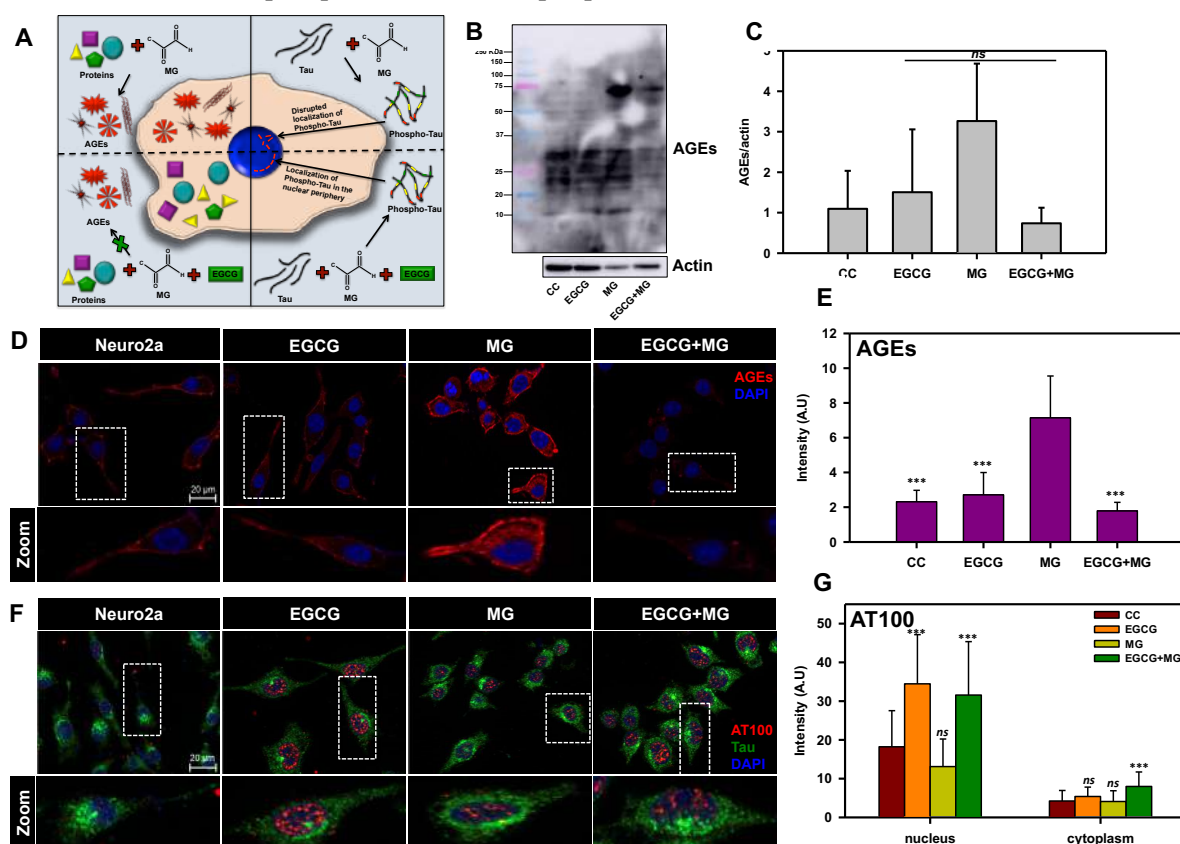 A
Proteins
MG
Tau
MG
AGEs
Disrupted
localization of
Phospho-Tau
Phospho-Tau
Localization of
Phospho-Tau in the
nuclear periphery
AGEs
Phospho-Tau
Proteins
MG
EGCG
Tau
MG
EGCG
B
250 KDa
150
100
75
50
37
25
20
10
AGEs
Actin
CC
EGCG
MG
EGCG+MG
C
AGEs/actin
5
4
3
2
1
0
ns
CC
EGCG
MG
EGCG+MG
D
Neuro2a
EGCG
MG
EGCG+MG
AGEs
DAPI
20 µm
Zoom
E
AGEs
Intensity (A.U)
12
10
8
6
4
2
0
***
***
***
CC
EGCG
MG
EGCG+MG
F
Neuro2a
EGCG
MG
EGCG+MG
AT100
Tau
DAPI
20 µm
Zoom
G
AT100
Intensity (A.U)
50
40
30
20
10
0
CC
EGCG
MG
EGCG+MG
***
ns
***
ns
ns
***
nucleus
cytoplasm